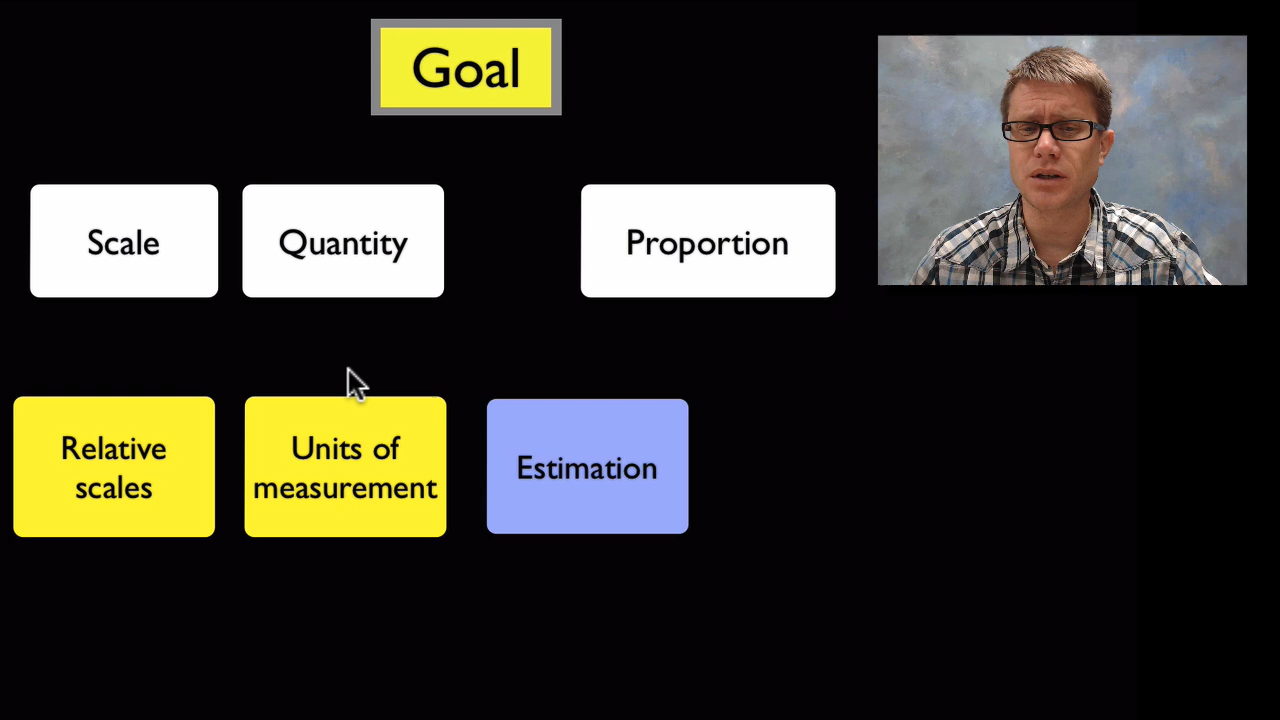 Goal
Scale
Quantity
Proportion
Relative
scales
Units of
measurement
Estimation